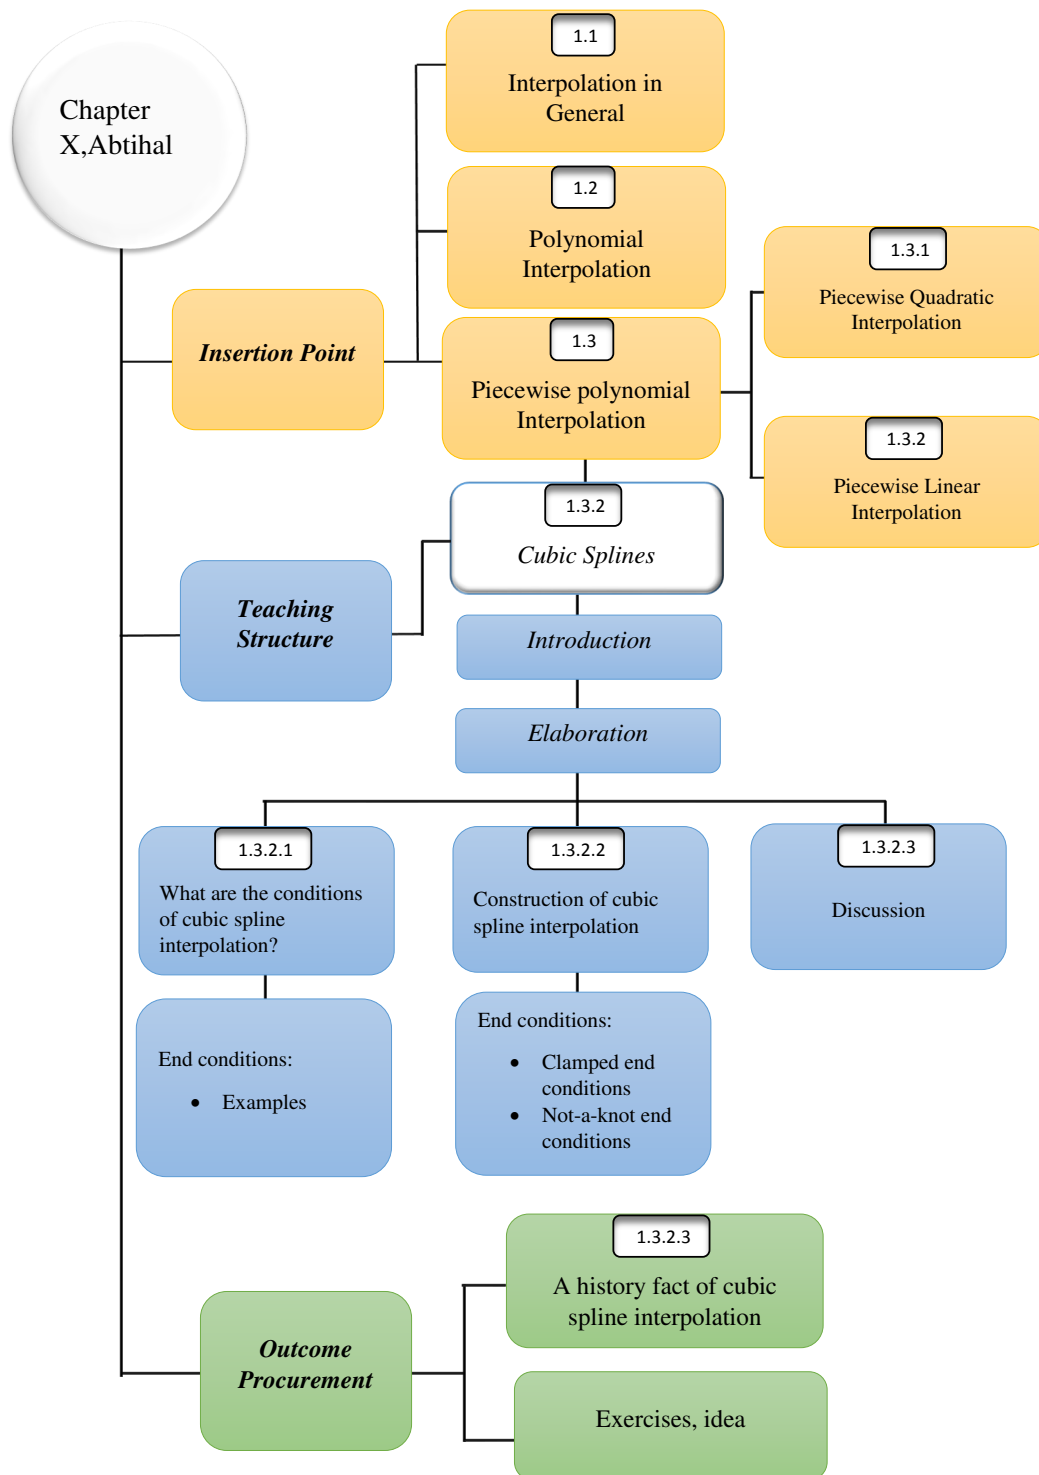 Chapter
X,Abtihal
1.1
Interpolation in
General
1.2
Polynomial
Interpolation
1.3
Piecewise polynomial
Interpolation
1.3.1
Piecewise Quadratic
Interpolation
1.3.2
Piecewise Linear
Interpolation
Insertion Point
1.3.2
Cubic Splines
Teaching
Structure
Introduction
Elaboration
1.3.2.1
What are the conditions
of cubic spline
interpolation?
1.3.2.2
Construction of cubic
spline interpolation
1.3.2.3
Discussion
End conditions:
• Examples
End conditions:
• Clamped end
conditions
• Not-a-knot end
conditions
1.3.2.3
A history fact of cubic
spline interpolation
Outcome
Procurement
Exercises, idea